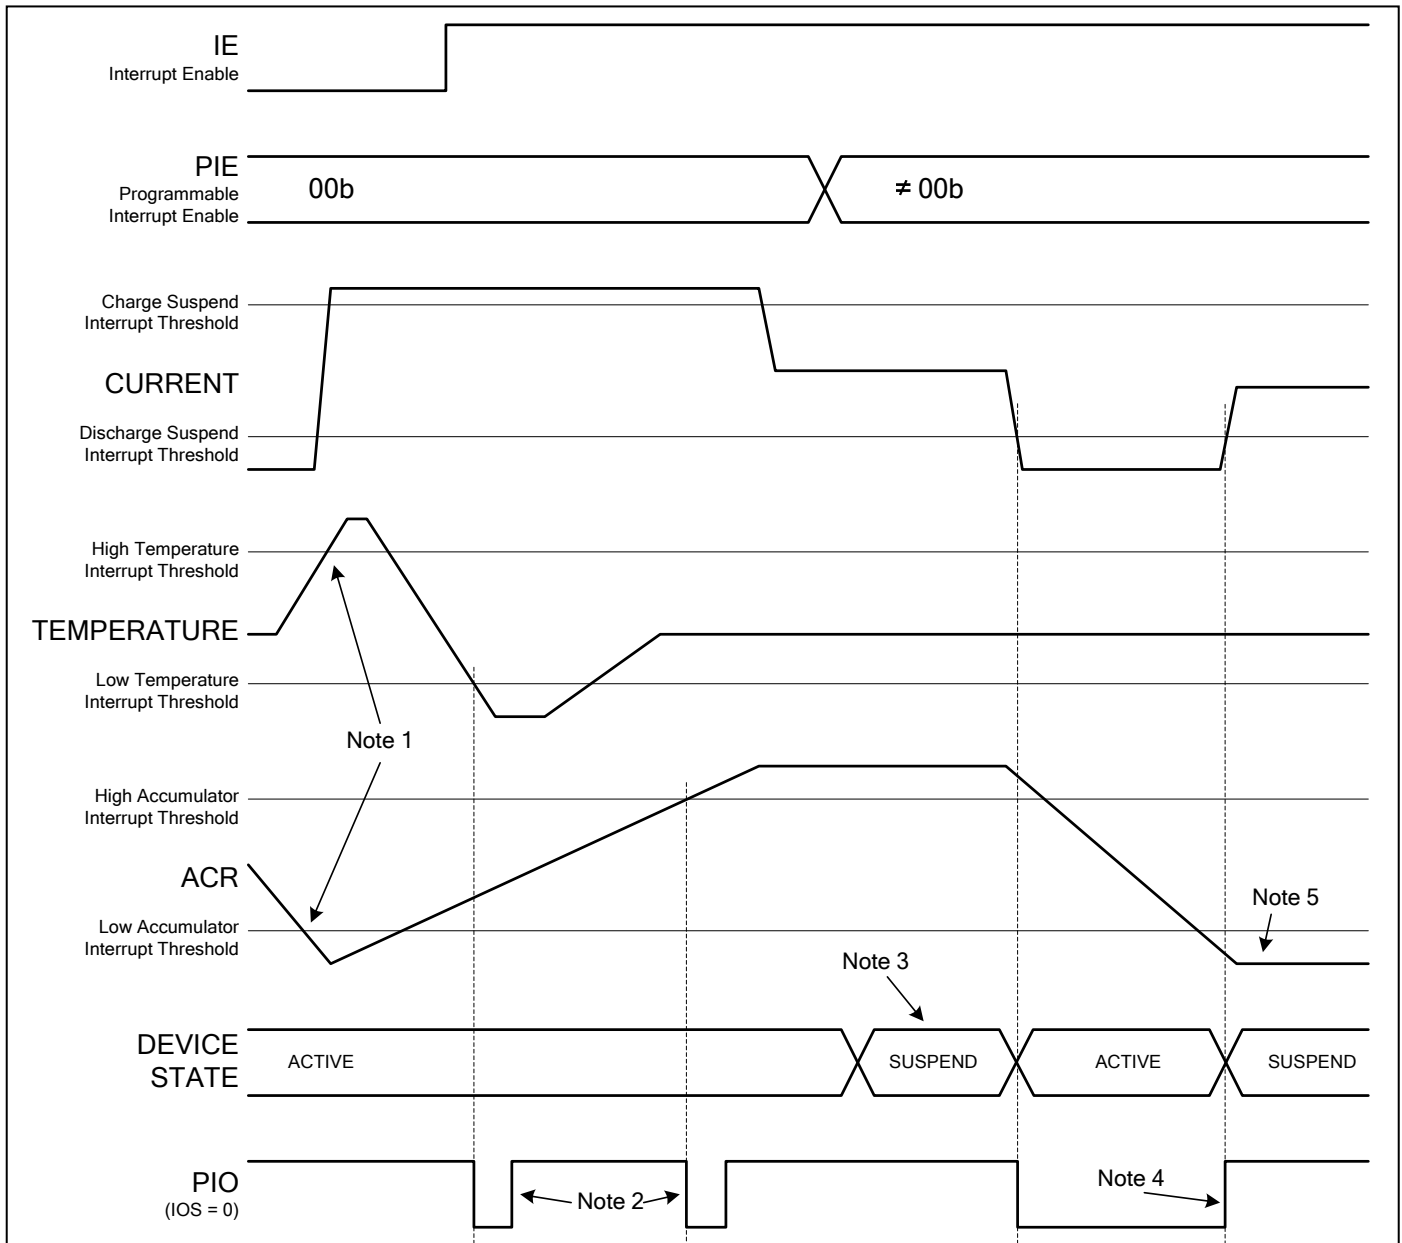 IE
Interrupt Enable
PIE
Programmable
Interrupt Enable
00b
≠ 00b
Charge Suspend
Interrupt Threshold
CURRENT
Discharge Suspend
Interrupt Threshold
High Temperature
Interrupt Threshold
TEMPERATURE
Low Temperature
Interrupt Threshold
Note 1
High Accumulator
Interrupt Threshold
ACR
Low Accumulator
Interrupt Threshold
Note 5
Note 3
DEVICE
STATE
ACTIVE
SUSPEND
ACTIVE
SUSPEND
PIO
(IOS = 0)
Note 2
Note 4